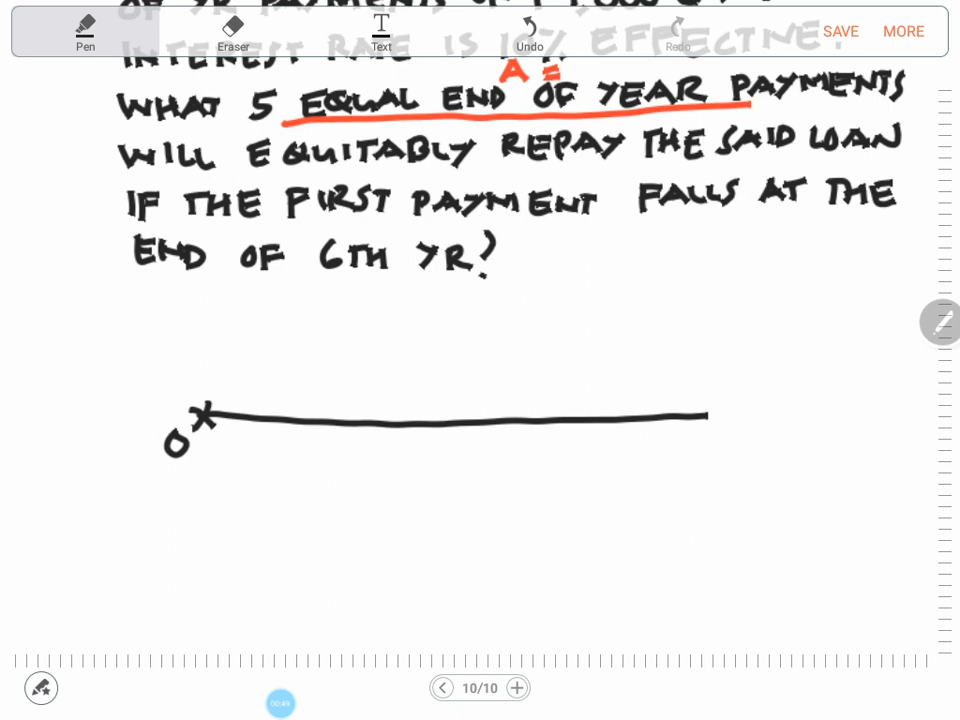 Pen
Eraser
Text
Undo
Redo
SAVE
MORE
INTEREST RATE IS 10% EFFECTIVE.
A =
WHAT 5 EQUAL END OF YEAR PAYMENTS
WILL EQUITABLY REPAY THE SAID LOAN
IF THE FIRST PAYMENT FALLS AT THE
END OF 6TH YR?
0
10/10
00:49